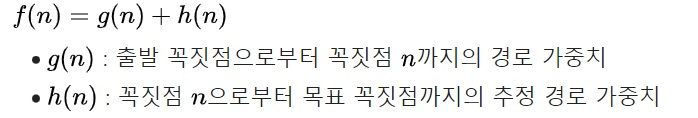 f(n) = g(n) + h(n)
• g(n) : 출발 꼭짓점으로부터 꼭짓점 n까지의 경로 가중치
• h(n) : 꼭짓점 n으로부터 목표 꼭짓점까지의 추정 경로 가중치